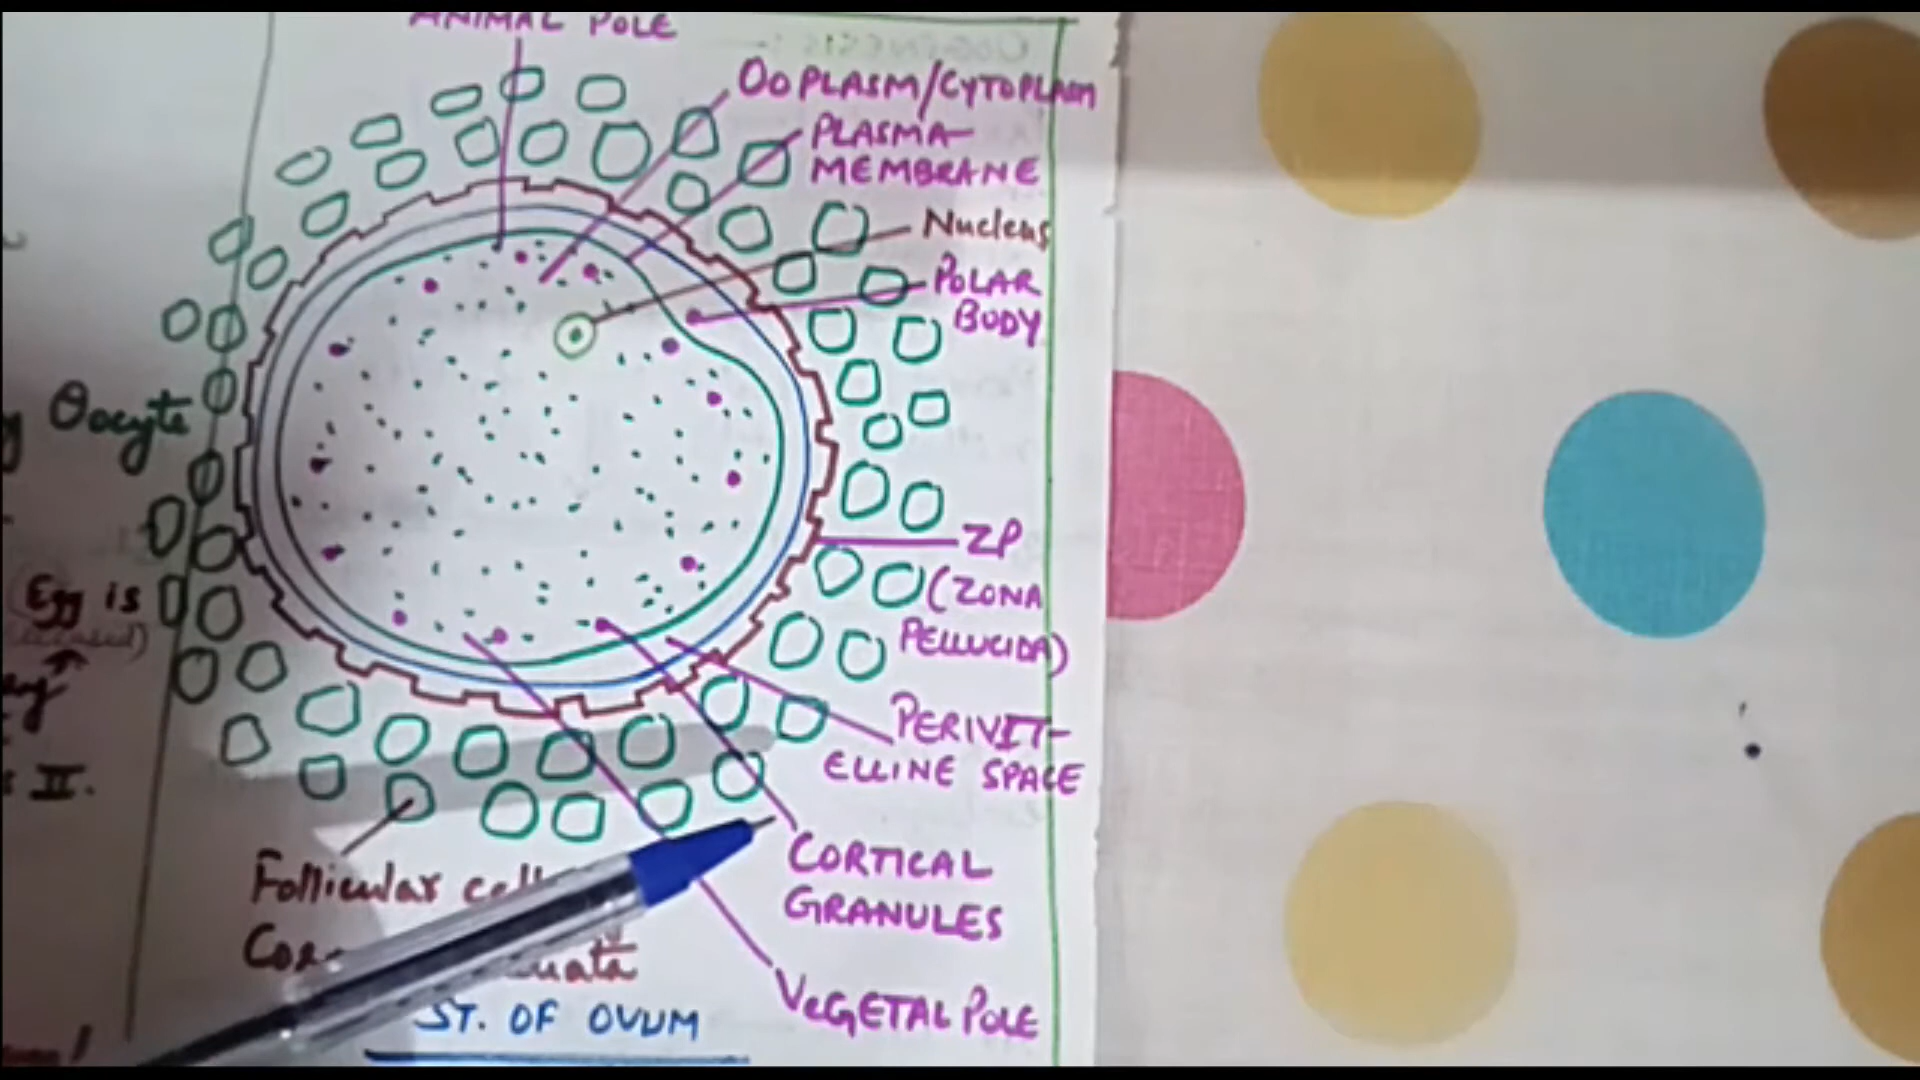 ANIMAL POLE
OOPLASM/CYTOPLASM
PLASMA-
MEMBRANE
Nucleus
POLAR
BODY
Oocyte
ZP
(ZONA
PELLUCIDA)
Egg is
PERIVIT-
ELLINE SPACE
II.
CORTICAL
GRANULES
Follicular
VEGETAL POLE
ST. OF OVUM